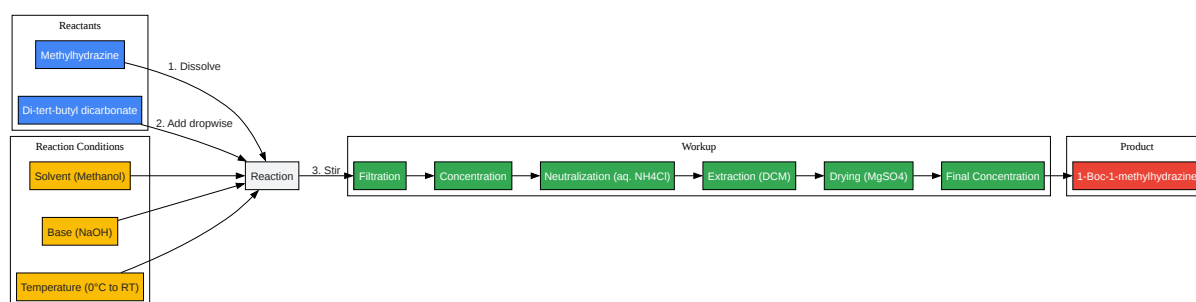 Reactants
Methylhydrazine
1. Dissolve
Di-tert-butyl dicarbonate
2. Add dropwise
Reaction Conditions
Solvent (Methanol)
Base (NaOH)
Temperature (0°C to RT)
Reaction
3. Stir
Workup
Filtration
Concentration
Neutralization (aq. NH4Cl)
Extraction (DCM)
Drying (MgSO4)
Final Concentration
Product
1-Boc-1-methylhydrazine